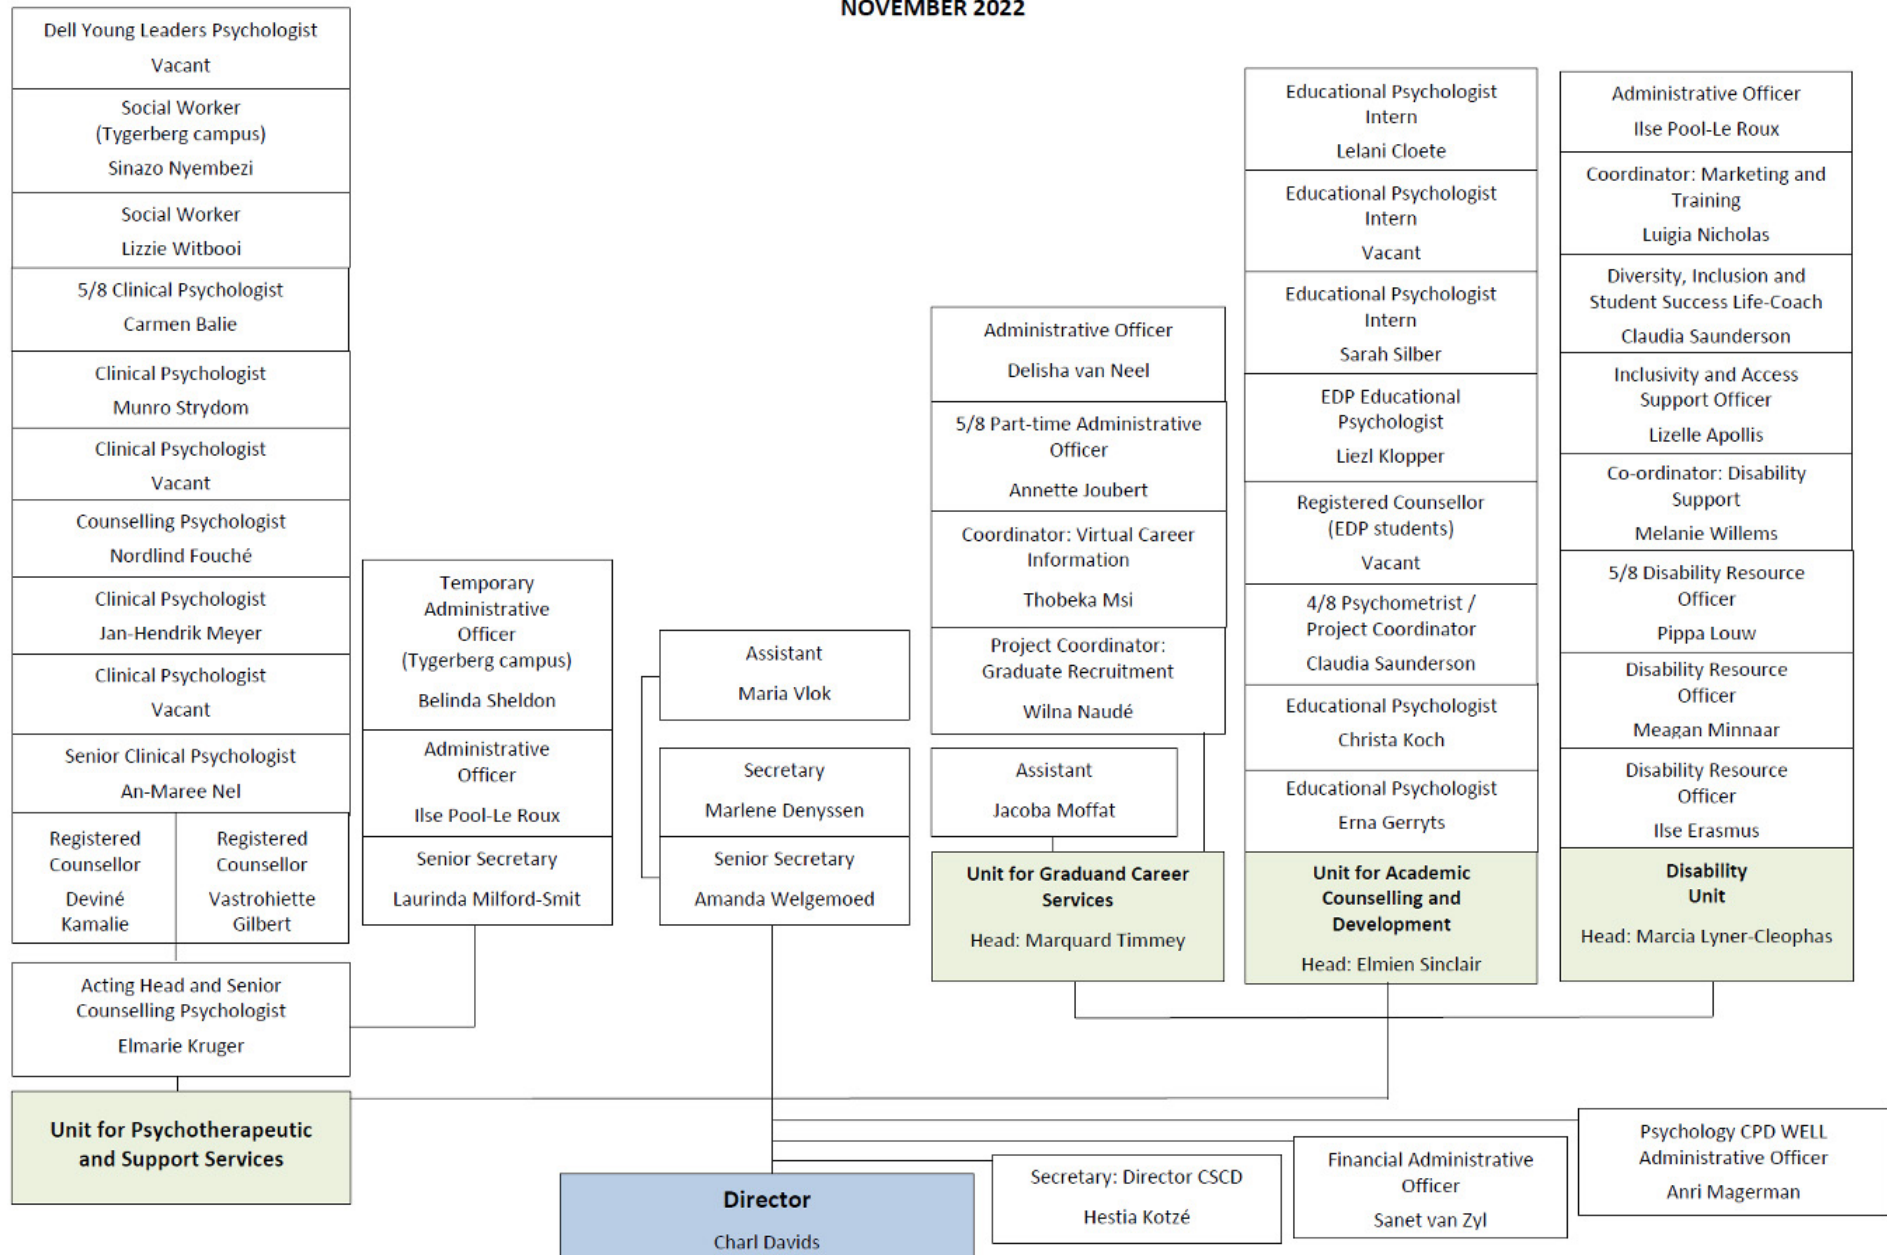 NOVEMBER 2022
Dell Young Leaders Psychologist
Vacant
Social Worker
(Tygerberg campus)
Sinazo Nyembezi
Social Worker
Lizzie Witbooi
5/8 Clinical Psychologist
Carmen Balie
Clinical Psychologist
Munro Strydom
Clinical Psychologist
Vacant
Counselling Psychologist
Nordlind Fouché
Clinical Psychologist
Jan-Hendrik Meyer
Clinical Psychologist
Vacant
Senior Clinical Psychologist
An-Maree Nel
Registered
Counsellor
Deviné
Kamalie
Registered
Counsellor
Vastrohiette
Gilbert
Acting Head and Senior
Counselling Psychologist
Elmarie Kruger
Unit for Psychotherapeutic
and Support Services
Temporary
Administrative
Officer
(Tygerberg campus)
Belinda Sheldon
Administrative
Officer
Ilse Pool-Le Roux
Senior Secretary
Laurinda Milford-Smit
Assistant
Maria Vlok
Secretary
Marlene Denyssen
Senior Secretary
Amanda Welgemoed
Administrative Officer
Delisha van Neel
5/8 Part-time Administrative
Officer
Annette Joubert
Coordinator: Virtual Career
Information
Thobeka Msi
Project Coordinator:
Graduate Recruitment
Wilna Naudé
Assistant
Jacoba Moffat
Unit for Graduand Career
Services
Head: Marquard Timmey
Educational Psychologist
Intern
Lelani Cloete
Educational Psychologist
Intern
Vacant
Educational Psychologist
Intern
Sarah Silber
EDP Educational
Psychologist
Liezl Klopper
Registered Counsellor
(EDP students)
Vacant
4/8 Psychometrist /
Project Coordinator
Claudia Saunderson
Educational Psychologist
Christa Koch
Educational Psychologist
Erna Gerryts
Unit for Academic
Counselling and
Development
Head: Elmien Sinclair
Administrative Officer
Ilse Pool-Le Roux
Coordinator: Marketing and
Training
Luigia Nicholas
Diversity, Inclusion and
Student Success Life-Coach
Claudia Saunderson
Inclusivity and Access
Support Officer
Lizelle Apollis
Co-ordinator: Disability
Support
Melanie Willems
5/8 Disability Resource
Officer
Pippa Louw
Disability Resource
Officer
Meagan Minnaar
Disability Resource
Officer
Ilse Erasmus
Disability
Unit
Head: Marcia Lyner-Cleophas
Director
Charl Davids
Secretary: Director CSCD
Hestia Kotzé
Financial Administrative
Officer
Sanet van Zyl
Psychology CPD WELL
Administrative Officer
Anri Magerman